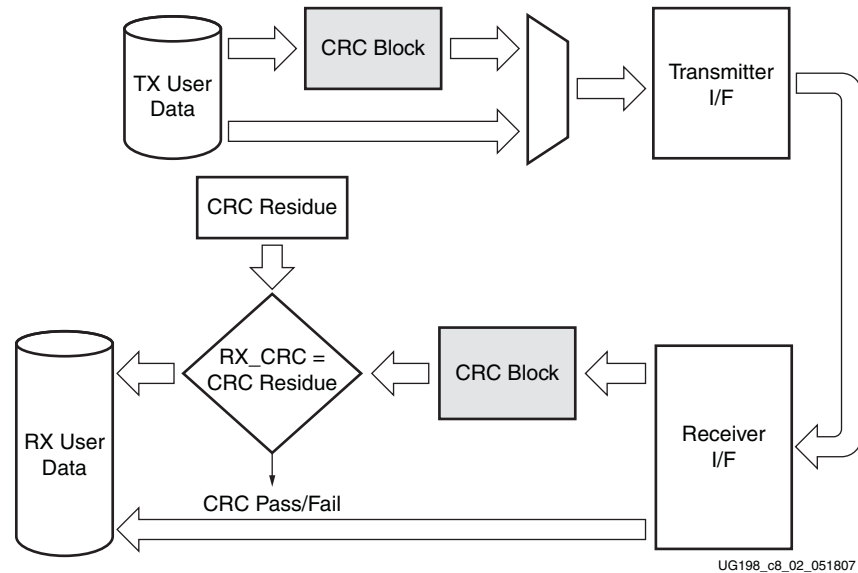 TX User
Data
CRC Block
Transmitter
I/F
CRC Residue
RX User
Data
RX_CRC =
CRC Residue
CRC Block
Receiver
I/F
CRC Pass/Fail
UG198_c8_02_051807